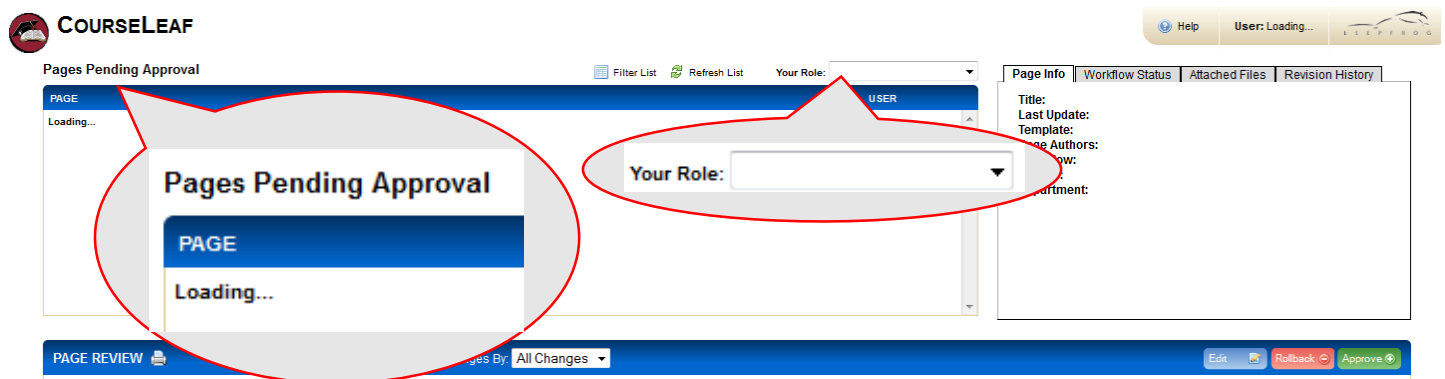 COURSELEAF
Help User: Loading... LEEPFROG
Pages Pending Approval Filter List Refresh List Your Role:
Page Info Workflow Status Attached Files Revision History
PAGE USER
Loading...
Title:
Last Update:
Template:
Authors:
Your Role:
Pages Pending Approval
PAGE
Loading...
PAGE REVIEW By: All Changes Edit Rollback Approve